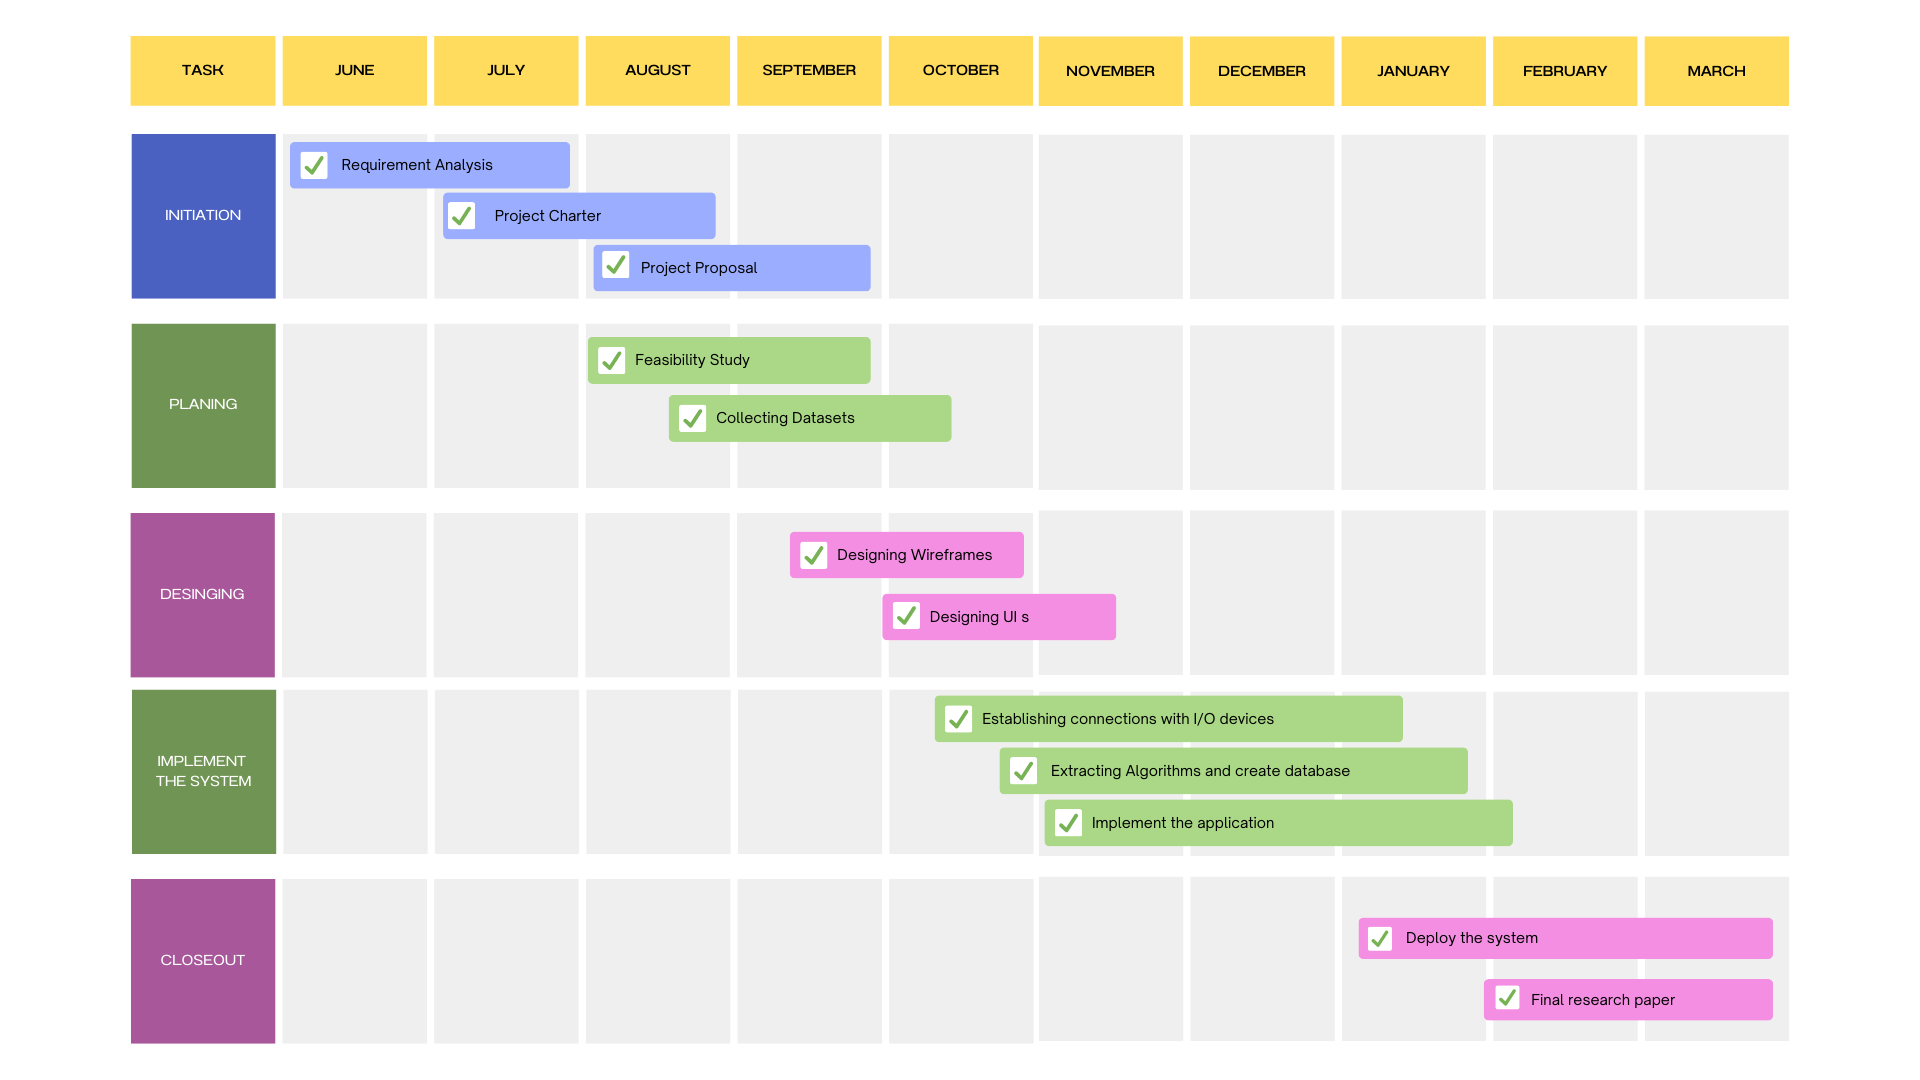 TASK
JUNE
JULY
AUGUST
SEPTEMBER
OCTOBER
NOVEMBER
DECEMBER
JANUARY
FEBRUARY
MARCH
INITIATION
Requirement Analysis
Project Charter
Project Proposal
PLANING
Feasibility Study
Collecting Datasets
DESINGING
Designing Wireframes
Designing UI s
IMPLEMENT
THE SYSTEM
Establishing connections with I/O devices
Extracting Algorithms and create database
Implement the application
CLOSEOUT
Deploy the system
Final research paper